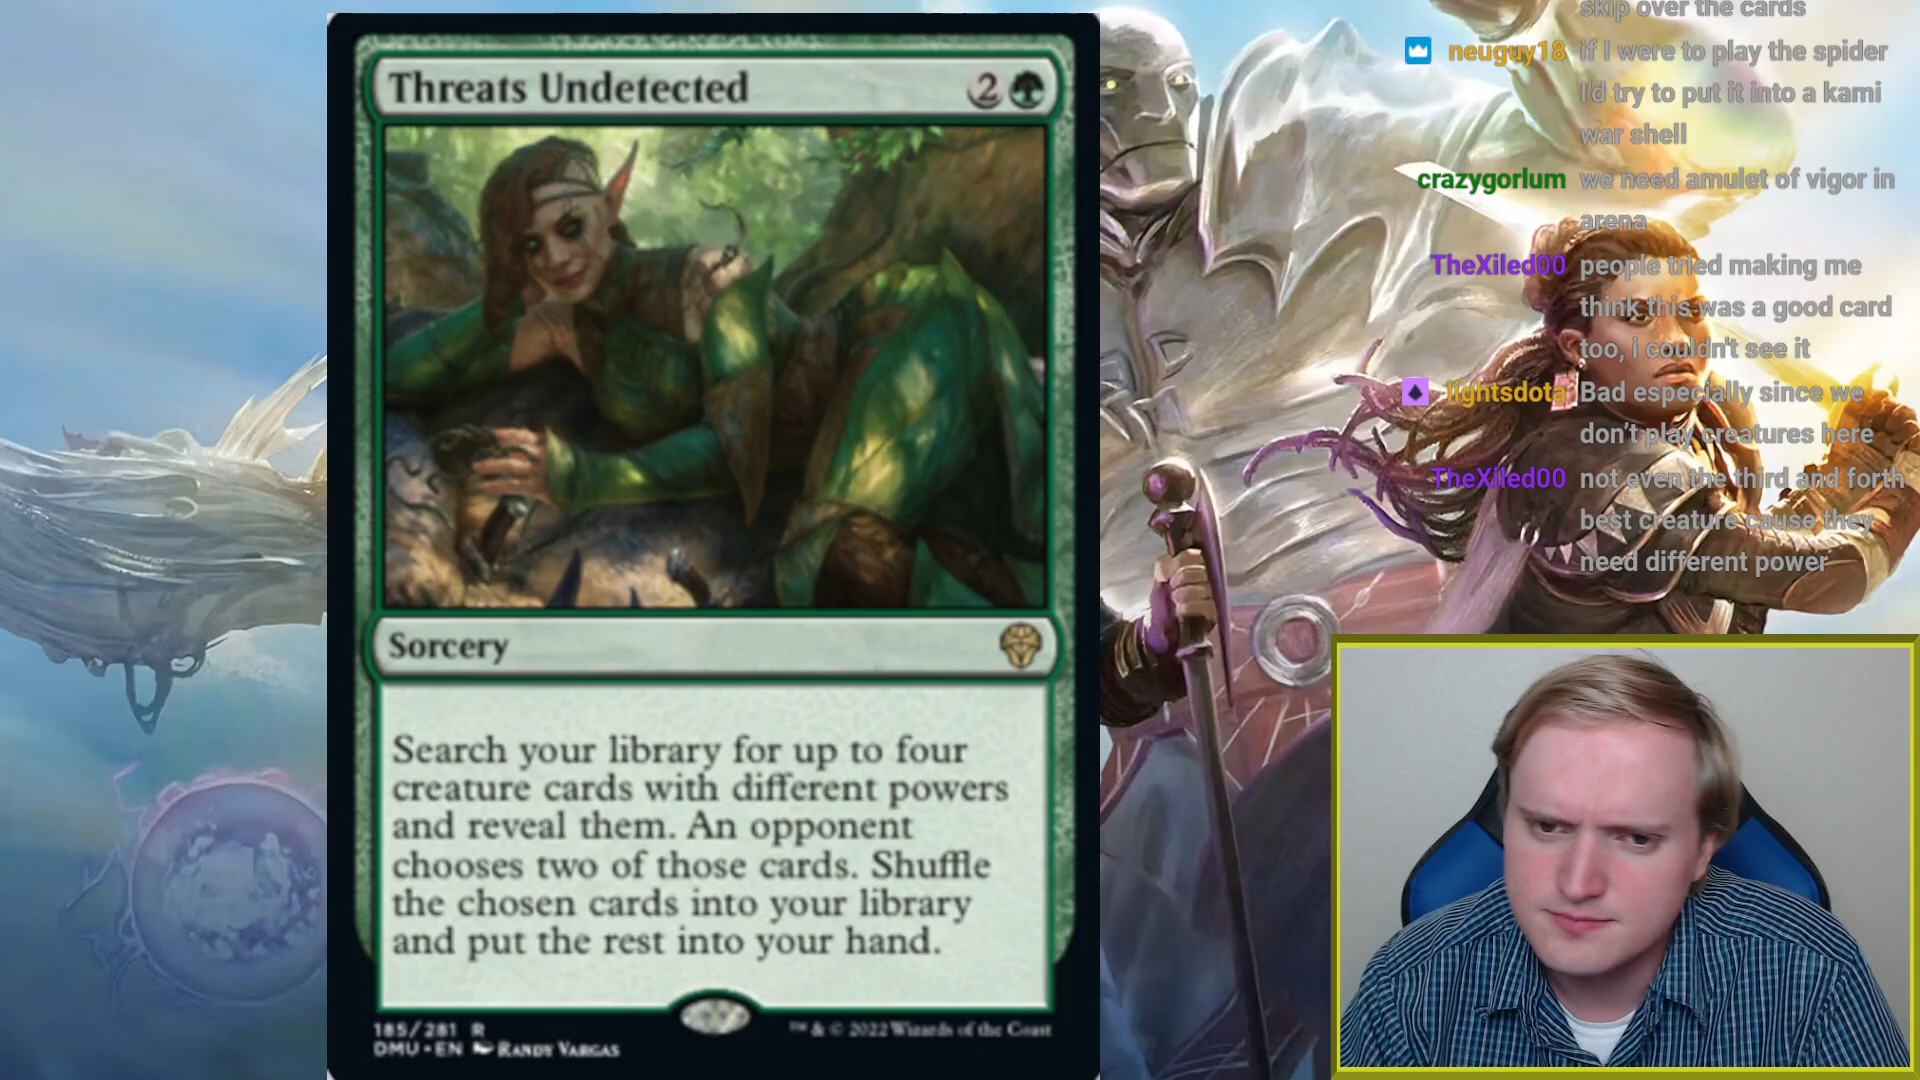 Threats Undetected 2
Sorcery
Search your library for up to four
creature cards with different powers
and reveal them. An opponent
chooses two of those cards. Shuffle
the chosen cards into your library
and put the rest into your hand.
185/281 R
DMU • EN Randy Vargas
™ & © 2022 Wizards of the Coast
skip over the cards
neuguy18 if I were to play the spider
I'd try to put it into a kami
war shell
crazygorlum we need amulet of vigor in
arena
TheXiled00 people tried making me
think this was a good card
too, i couldn't see it
lightsdota Bad especially since we
don't play creatures here
TheXiled00 not even the third and forth
best creature cause they
need different power